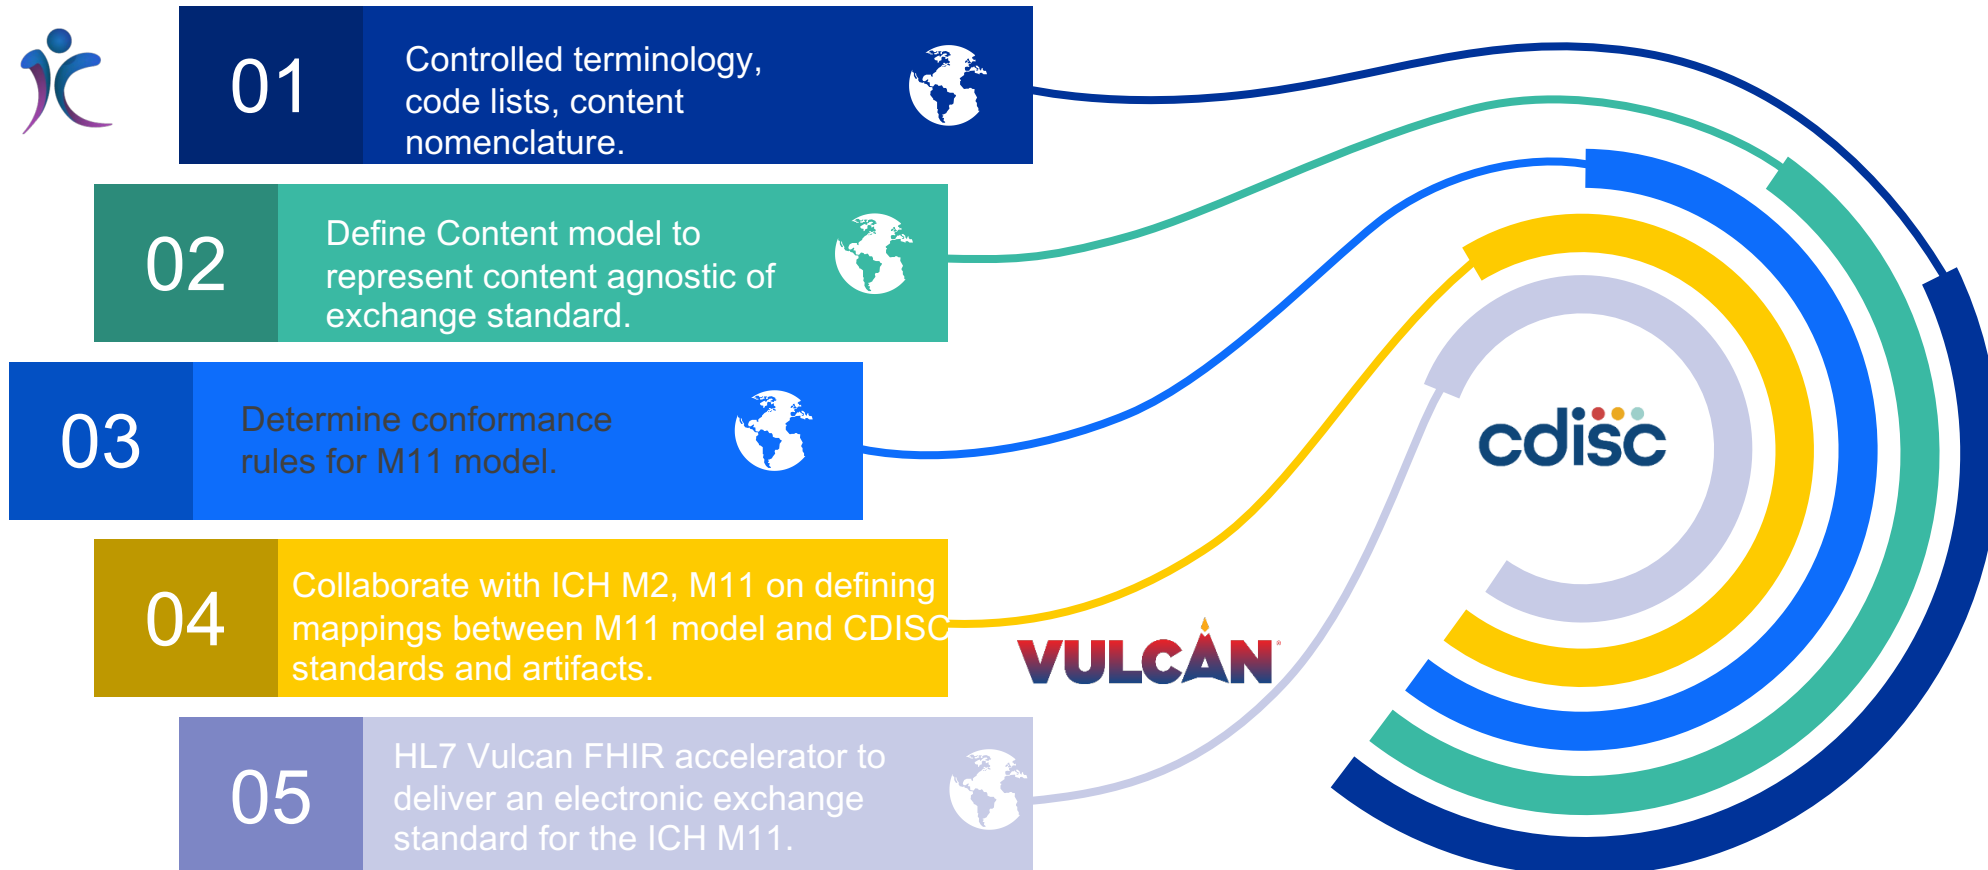 01
Controlled terminology,
code lists, content
nomenclature.
02
Define Content model to
represent content agnostic of
exchange standard.
03
Determine conformance
rules for M11 model.
04
Collaborate with ICH M2, M11 on defining
mappings between M11 model and CDISC
standards and artifacts.
05
HL7 Vulcan FHIR accelerator to
deliver an electronic exchange
standard for the ICH M11.
VULCAN®
cdisc